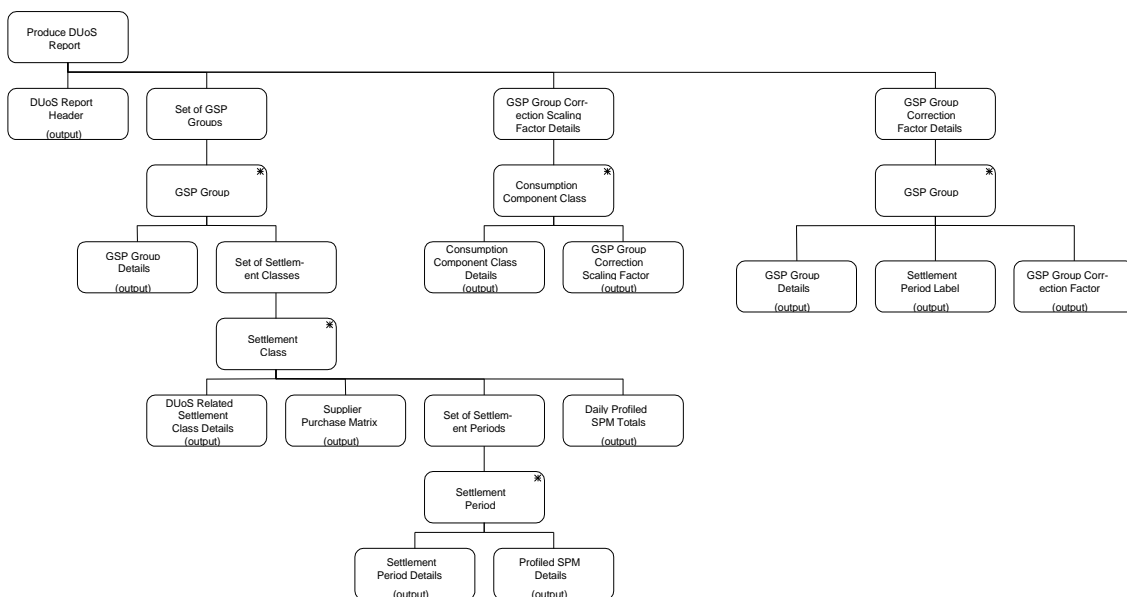 Produce DUoS
Report
DUoS Report
Header
(output)
Set of GSP
Groups
GSP Group Corr-
ection Scaling
Factor Details
GSP Group
Correction
Factor Details
GSP Group
*
Consumption
Component Class
*
GSP Group
*
GSP Group
Details
(output)
Set of Settlem-
ent Classes
Consumption
Component Class
Details
(output)
GSP Group
Correction
Scaling Factor
(output)
GSP Group
Details
(output)
Settlement
Period Label
(output)
GSP Group Corr-
ection Factor
(output)
Settlement
Class
*
DUoS Related
Settlement
Class Details
(output)
Supplier
Purchase Matrix
(output)
Set of Settlem-
ent Periods
Daily Profiled
SPM Totals
(output)
Settlement
Period
*
Settlement
Period Details
(output)
Profiled SPM
Details
(output)